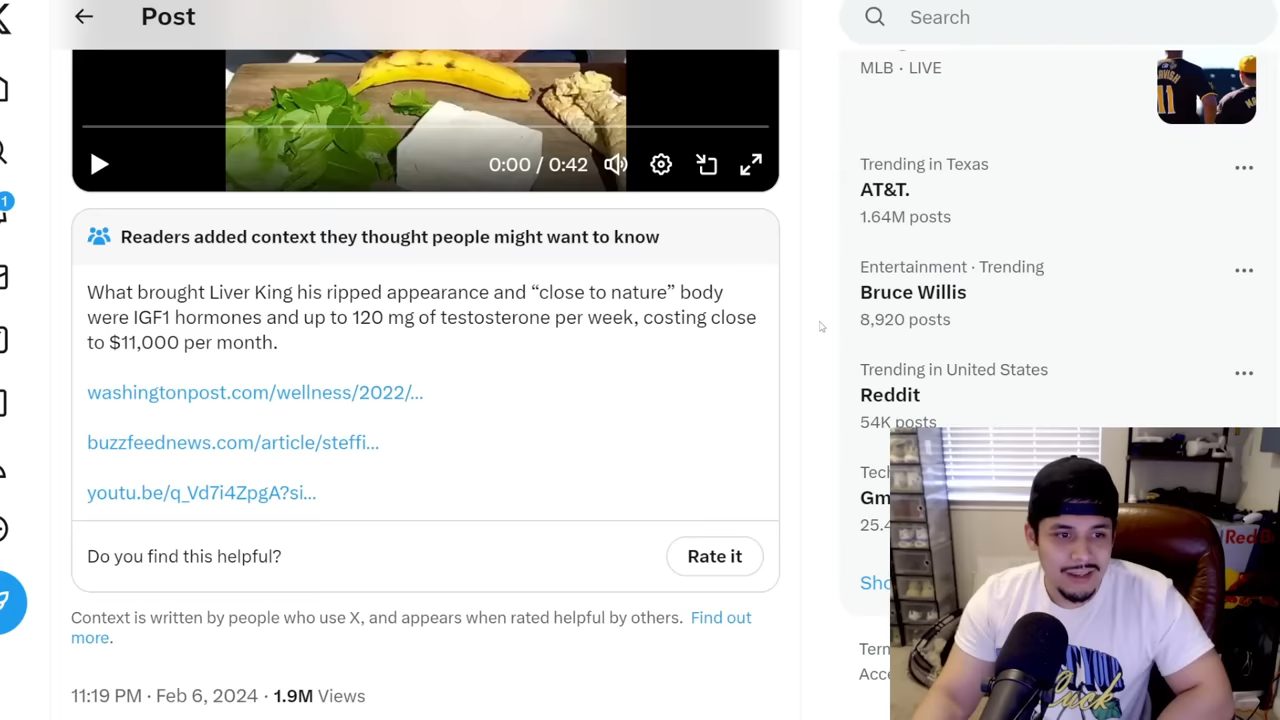 Post
0:00 / 0:42
Readers added context they thought people might want to know
What brought Liver King his ripped appearance and “close to nature” body
were IGF1 hormones and up to 120 mg of testosterone per week, costing close
to $11,000 per month.
washingtonpost.com/wellness/2022/...
buzzfeednews.com/article/steffi...
youtu.be/q_Vd7i4ZpgA?si...
Do you find this helpful?
Rate it
Context is written by people who use X, and appears when rated helpful by others. Find out
more.
11:19 PM · Feb 6, 2024 · 1.9M Views
1
Search
MLB · LIVE
11
Trending in Texas
AT&T.
1.64M posts
Entertainment · Trending
Bruce Willis
8,920 posts
Trending in United States
Reddit
54K posts
Red B
Luck